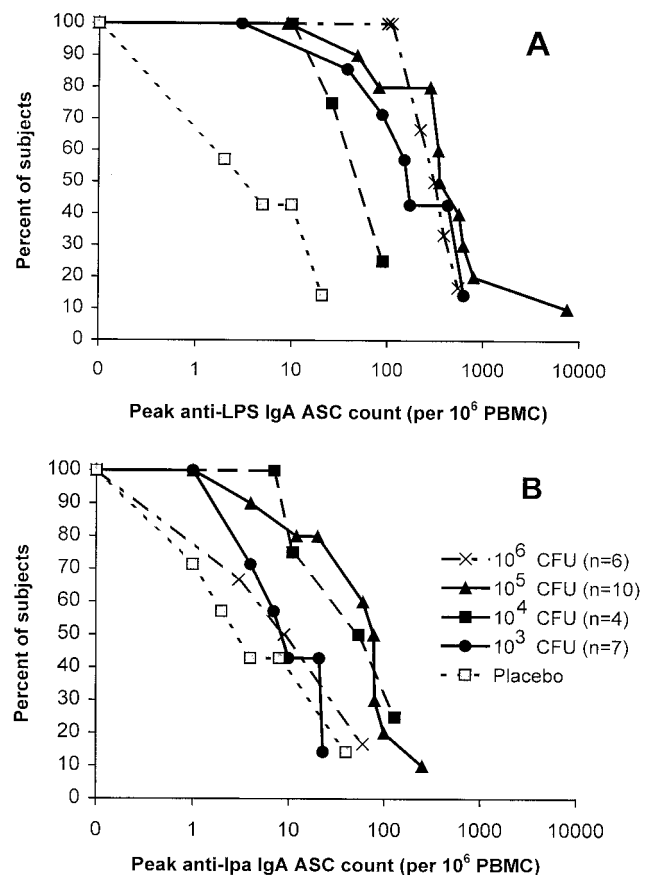 A
Percent of subjects
100
90
80
70
60
50
40
30
20
10
0
0 1 10 100 1000 10000
Peak anti-LPS IgA ASC count (per 10⁶ PBMC)
B
Percent of subjects
100
90
80
70
60
50
40
30
20
10
0
10⁶ CFU (n=6)
10⁵ CFU (n=10)
10⁴ CFU (n=4)
10³ CFU (n=7)
Placebo
0 1 10 100 1000 10000
Peak anti-Ipa IgA ASC count (per 10⁶ PBMC)